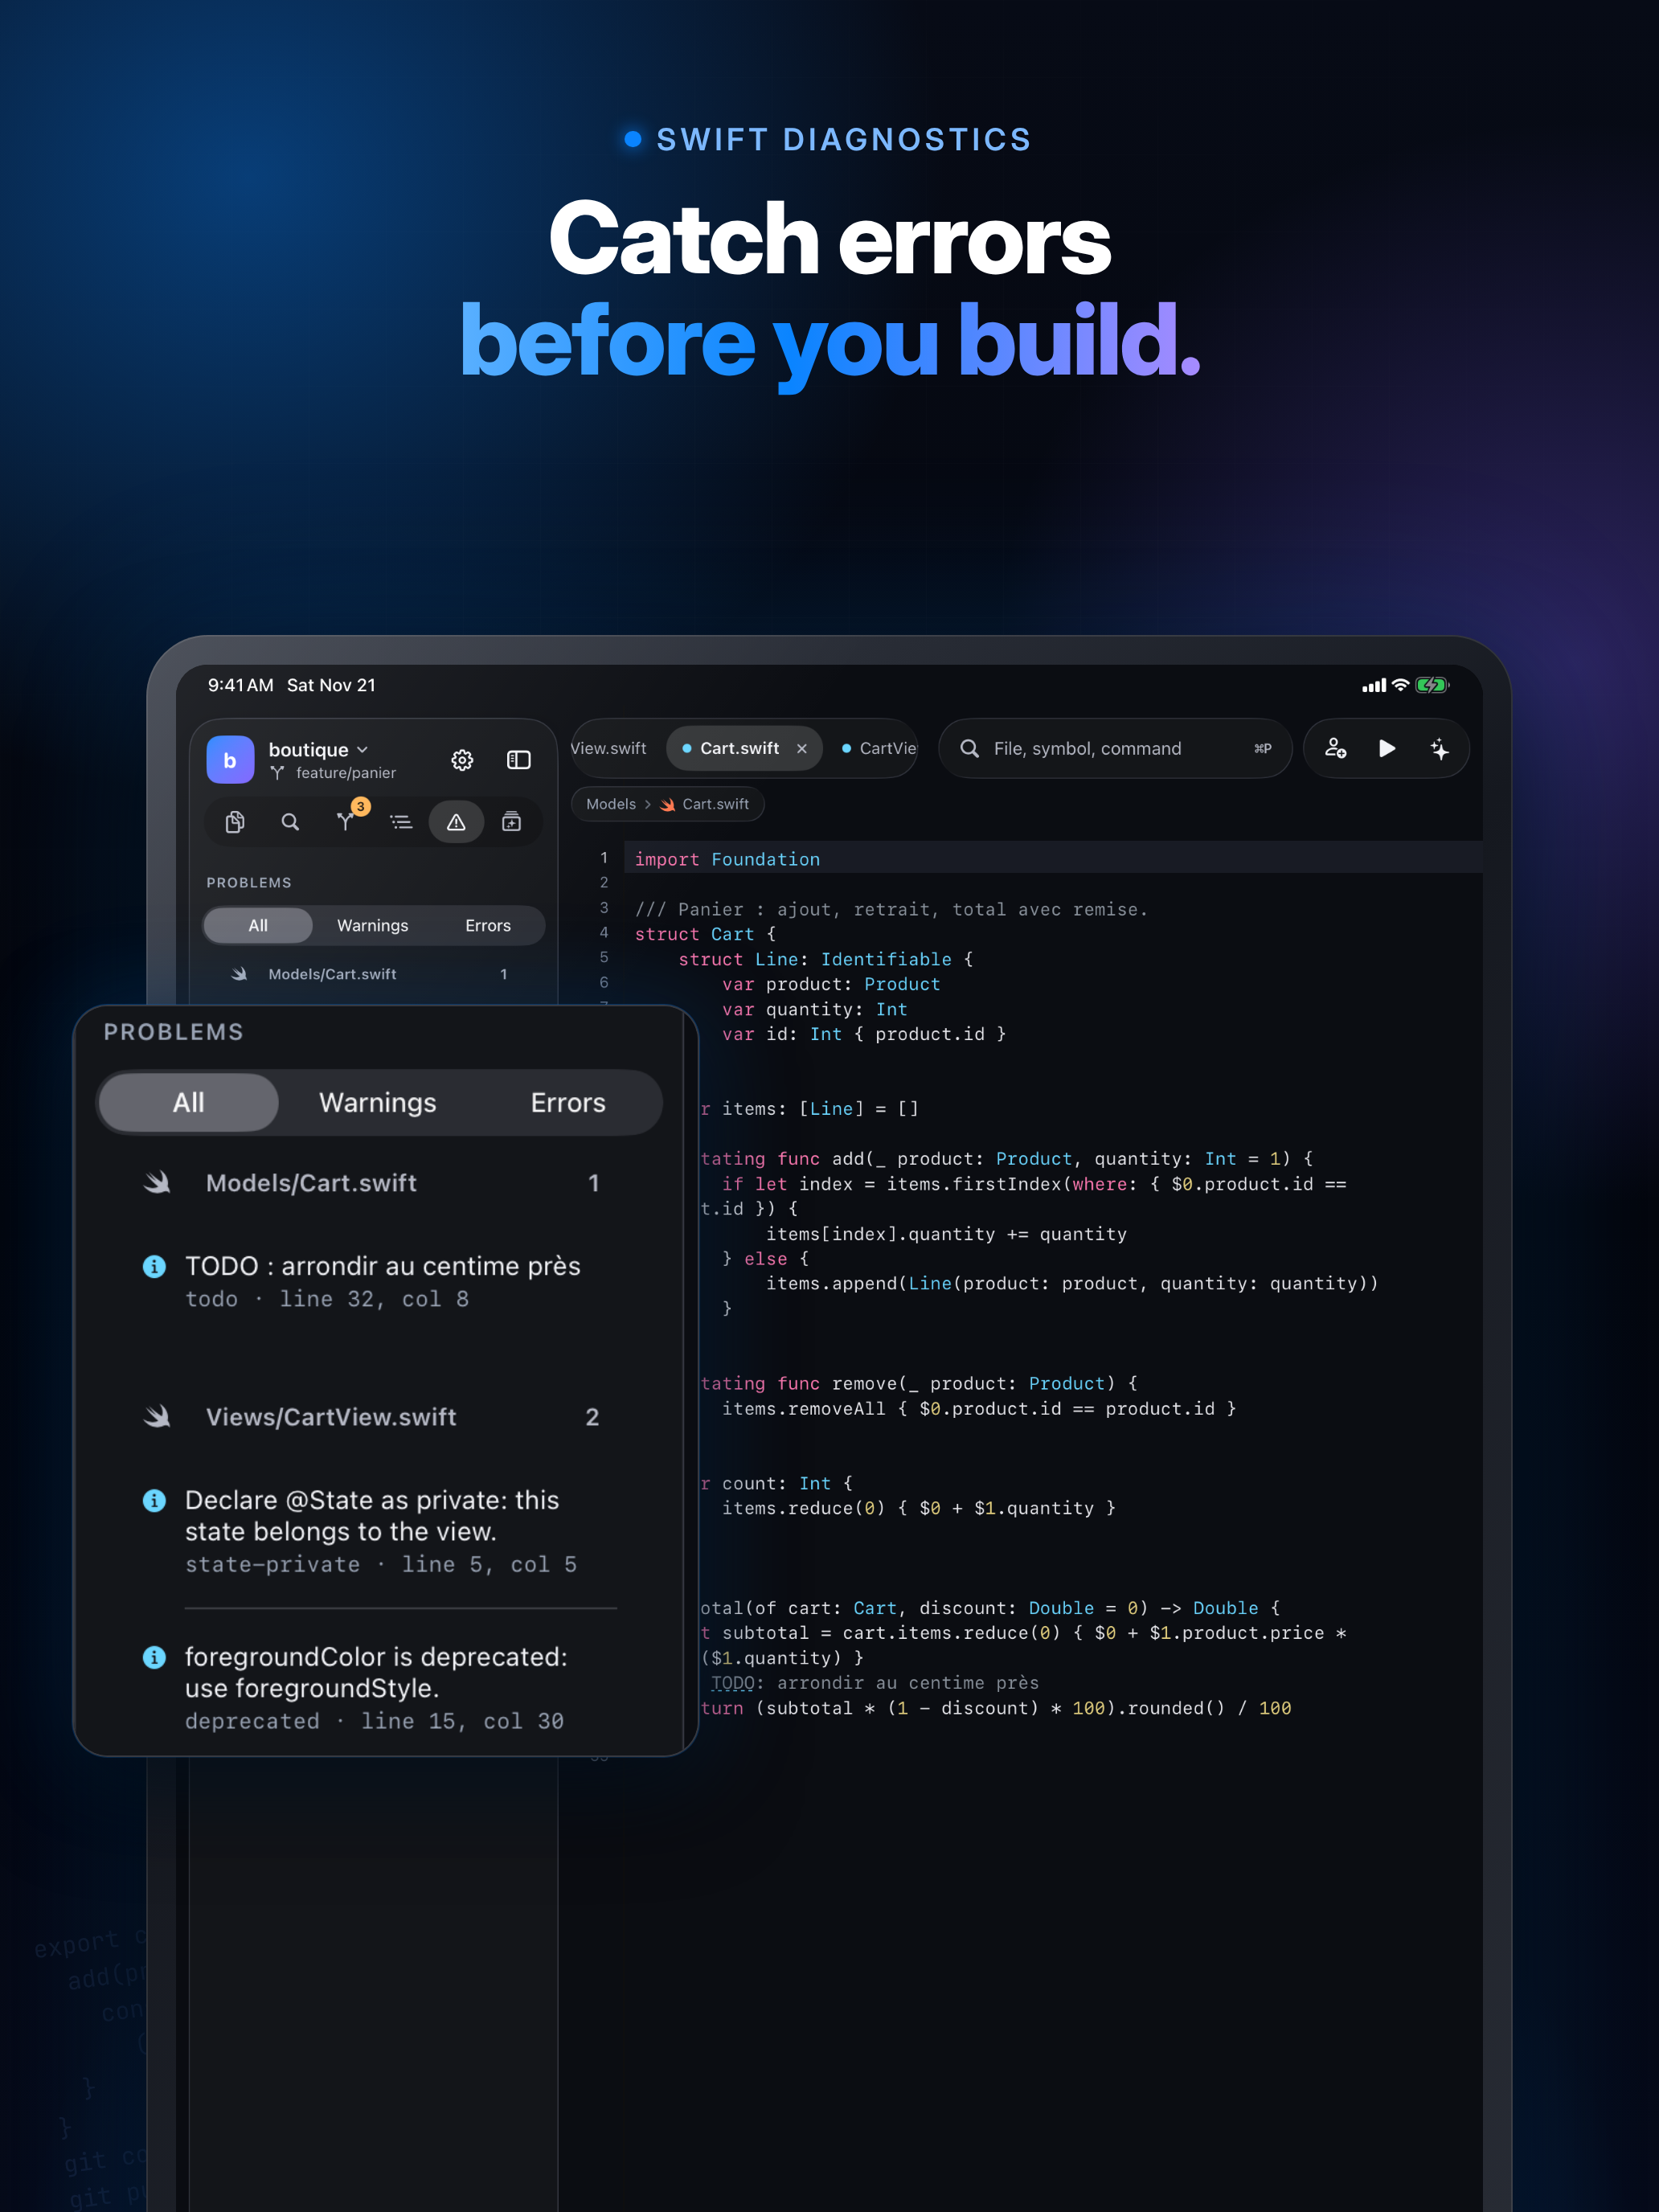 SWIFT DIAGNOSTICS
Catch errors
before you build.
9:41 AM Sat Nov 21
b
boutique
feature/panier
3
PROBLEMS
All Warnings Errors
Models/Cart.swift 1
View.swift
Cart.swift ×
CartVie
File, symbol, command ⌘P
Models > Cart.swift
1 import Foundation
2
3 /// Panier : ajout, retrait, total avec remise.
4 struct Cart {
5 struct Line: Identifiable {
6 var product: Product
var quantity: Int
var id: Int { product.id }
r items: [Line] = []
tating func add(_ product: Product, quantity: Int = 1) {
if let index = items.firstIndex(where: { $0.product.id ==
t.id }) {
items[index].quantity += quantity
} else {
items.append(Line(product: product, quantity: quantity))
}
tating func remove(_ product: Product) {
items.removeAll { $0.product.id == product.id }
r count: Int {
items.reduce(0) { $0 + $1.quantity }
otal(of cart: Cart, discount: Double = 0) -> Double {
t subtotal = cart.items.reduce(0) { $0 + $1.product.price *
($1.quantity) }
TODO: arrondir au centime près
turn (subtotal * (1 - discount) * 100).rounded() / 100
PROBLEMS
All Warnings Errors
Models/Cart.swift 1
TODO : arrondir au centime près
todo · line 32, col 8
Views/CartView.swift 2
Declare @State as private: this
state belongs to the view.
state-private · line 5, col 5
foregroundColor is deprecated:
use foregroundStyle.
deprecated · line 15, col 30
export c
add(pr
con
(
}
}
git co
git pu